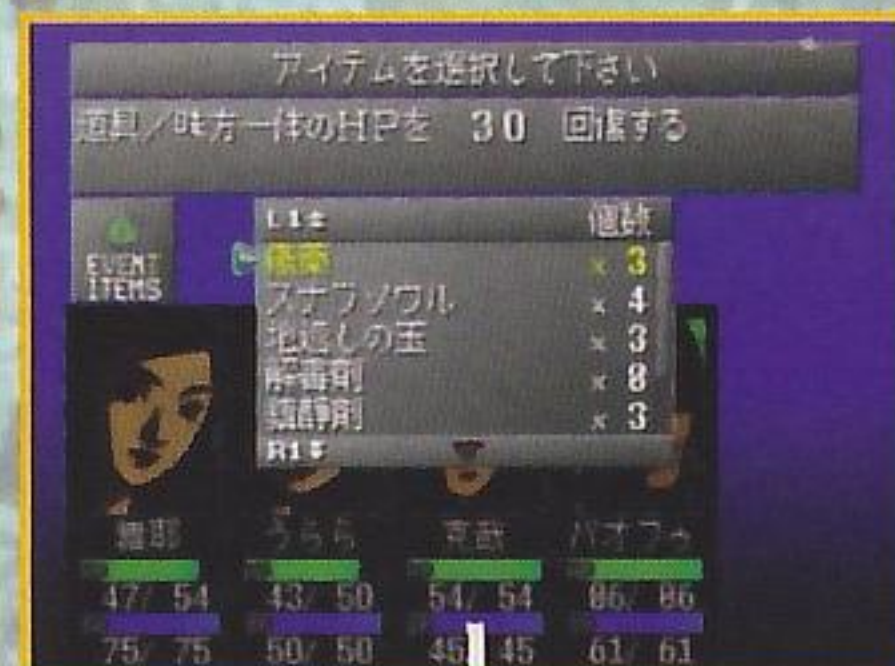 アイテムを選択して下さい
道具／味方一体のHPを 30 回復する
EVENT
ITEMS
L1 個数
傷薬 × 3
スナフソウル × 4
地返しの玉 × 3
解毒剤 × 8
鎮静剤 × 3
R1
舞耶 うらら 克哉 パオフゥ
47/ 54 43/ 50 54/ 54 86/ 86
75/ 75 50/ 50 45/ 45 61/ 61